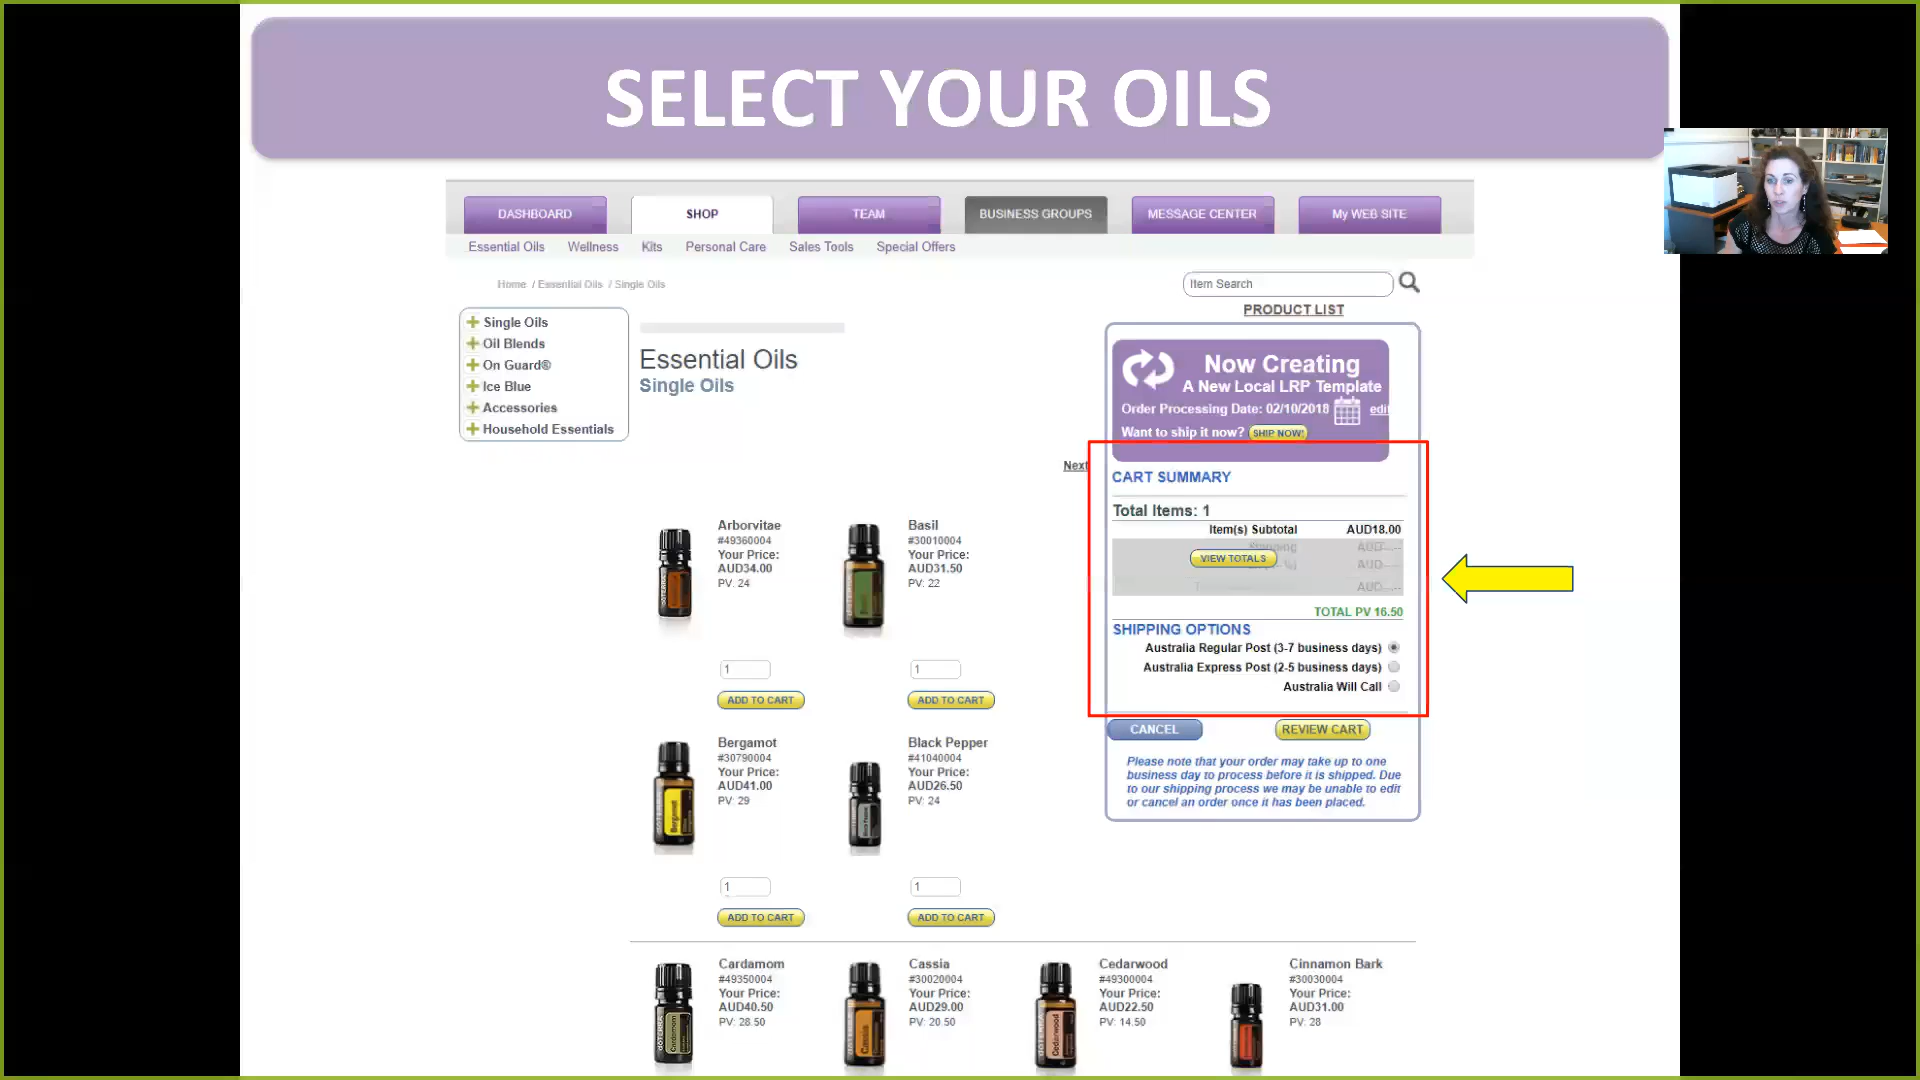 SELECT YOUR OILS
DASHBOARD
SHOP
TEAM
BUSINESS GROUPS
MESSAGE CENTER
My WEB SITE
Essential Oils
Wellness
Kits
Personal Care
Sales Tools
Special Offers
Home / Essential Oils / Single Oils
Item Search
PRODUCT LIST
Single Oils
Oil Blends
On Guard®
Ice Blue
Accessories
Household Essentials
Essential Oils
Single Oils
Now Creating
A New Local LRP Template
Order Processing Date: 02/10/2018
edit
Want to ship it now? SHIP NOW!
Next
CART SUMMARY
Total Items: 1
Item(s) Subtotal AUD18.00
VIEW TOTALS
TOTAL PV 16.50
SHIPPING OPTIONS
Australia Regular Post (3-7 business days)
Australia Express Post (2-5 business days)
Australia Will Call
CANCEL
REVIEW CART
Please note that your order may take up to one
business day to process before it is shipped. Due
to our shipping process we may be unable to edit
or cancel an order once it has been placed.
Arborvitae
#49360004
Your Price:
AUD34.00
PV: 24
1
ADD TO CART
Basil
#30010004
Your Price:
AUD31.50
PV: 22
1
ADD TO CART
Bergamot
#30790004
Your Price:
AUD41.00
PV: 29
1
ADD TO CART
Black Pepper
#41040004
Your Price:
AUD26.50
PV: 24
1
ADD TO CART
Cardamom
#49350004
Your Price:
AUD40.50
PV: 28.50
Cassia
#30020004
Your Price:
AUD29.00
PV: 20.50
Cedarwood
#49300004
Your Price:
AUD22.50
PV: 14.50
Cinnamon Bark
#30030004
Your Price:
AUD31.00
PV: 28